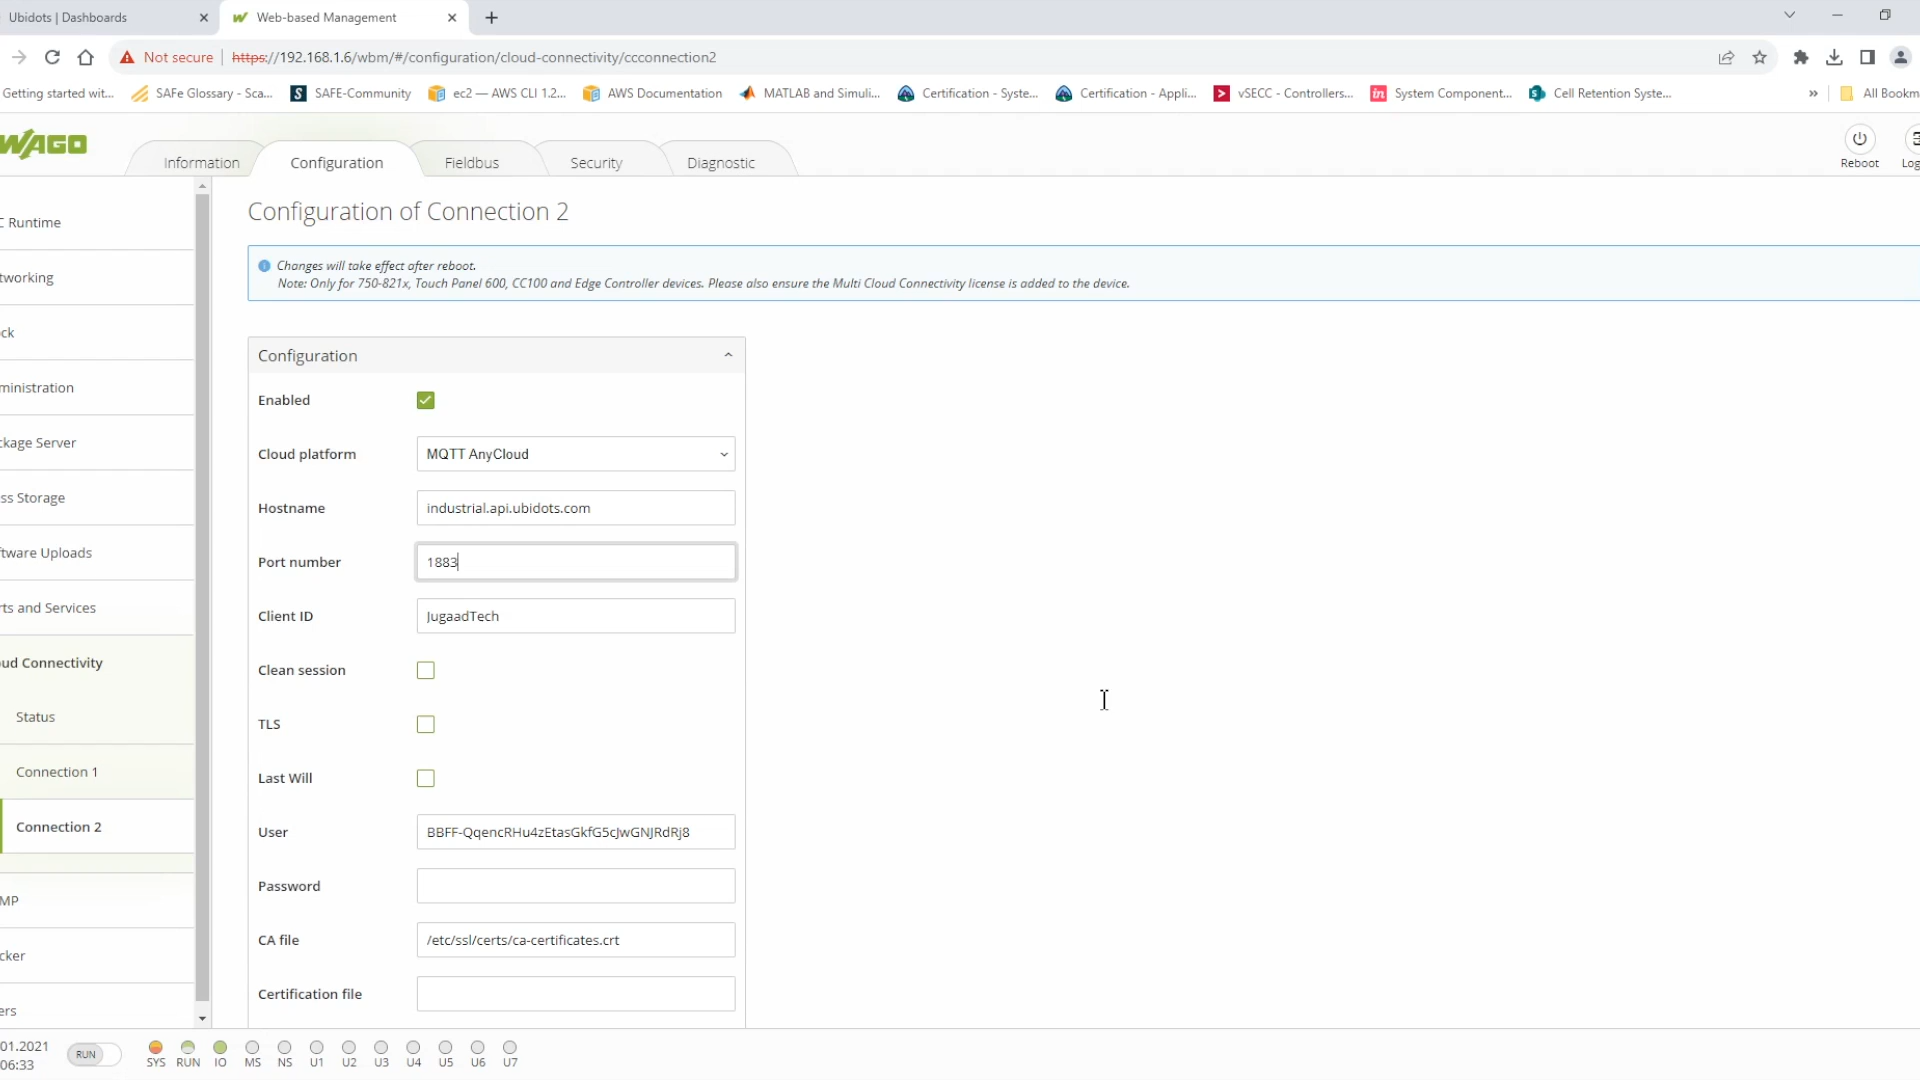 Ubidots | Dashboards
Web-based Management
Not secure
https://192.168.1.6/wbm/#/configuration/cloud-connectivity/ccconnection2
Getting started wit...
SAFe Glossary - Sca...
SAFE-Community
ec2 — AWS CLI 1.2...
AWS Documentation
MATLAB and Simuli...
Certification - Syste...
Certification - Appli...
vSECC - Controllers...
System Component...
Cell Retention Syste...
»
All Bookm
WAGO
Information
Configuration
Fieldbus
Security
Diagnostic
Reboot
Log
C Runtime
tworking
ck
ministration
ckage Server
ss Storage
ftware Uploads
rts and Services
ud Connectivity
Status
Connection 1
Connection 2
MP
cker
ers
Configuration of Connection 2
Changes will take effect after reboot.
Note: Only for 750-821x, Touch Panel 600, CC100 and Edge Controller devices. Please also ensure the Multi Cloud Connectivity license is added to the device.
Configuration
Enabled
Cloud platform MQTT AnyCloud
Hostname industrial.api.ubidots.com
Port number 1883
Client ID JugaadTech
Clean session
TLS
Last Will
User BBFF-QqencRHu4zEtasGkfG5cJwGNJRdRj8
Password
CA file /etc/ssl/certs/ca-certificates.crt
Certification file
01.2021
06:33
RUN
SYS RUN IO MS NS U1 U2 U3 U4 U5 U6 U7